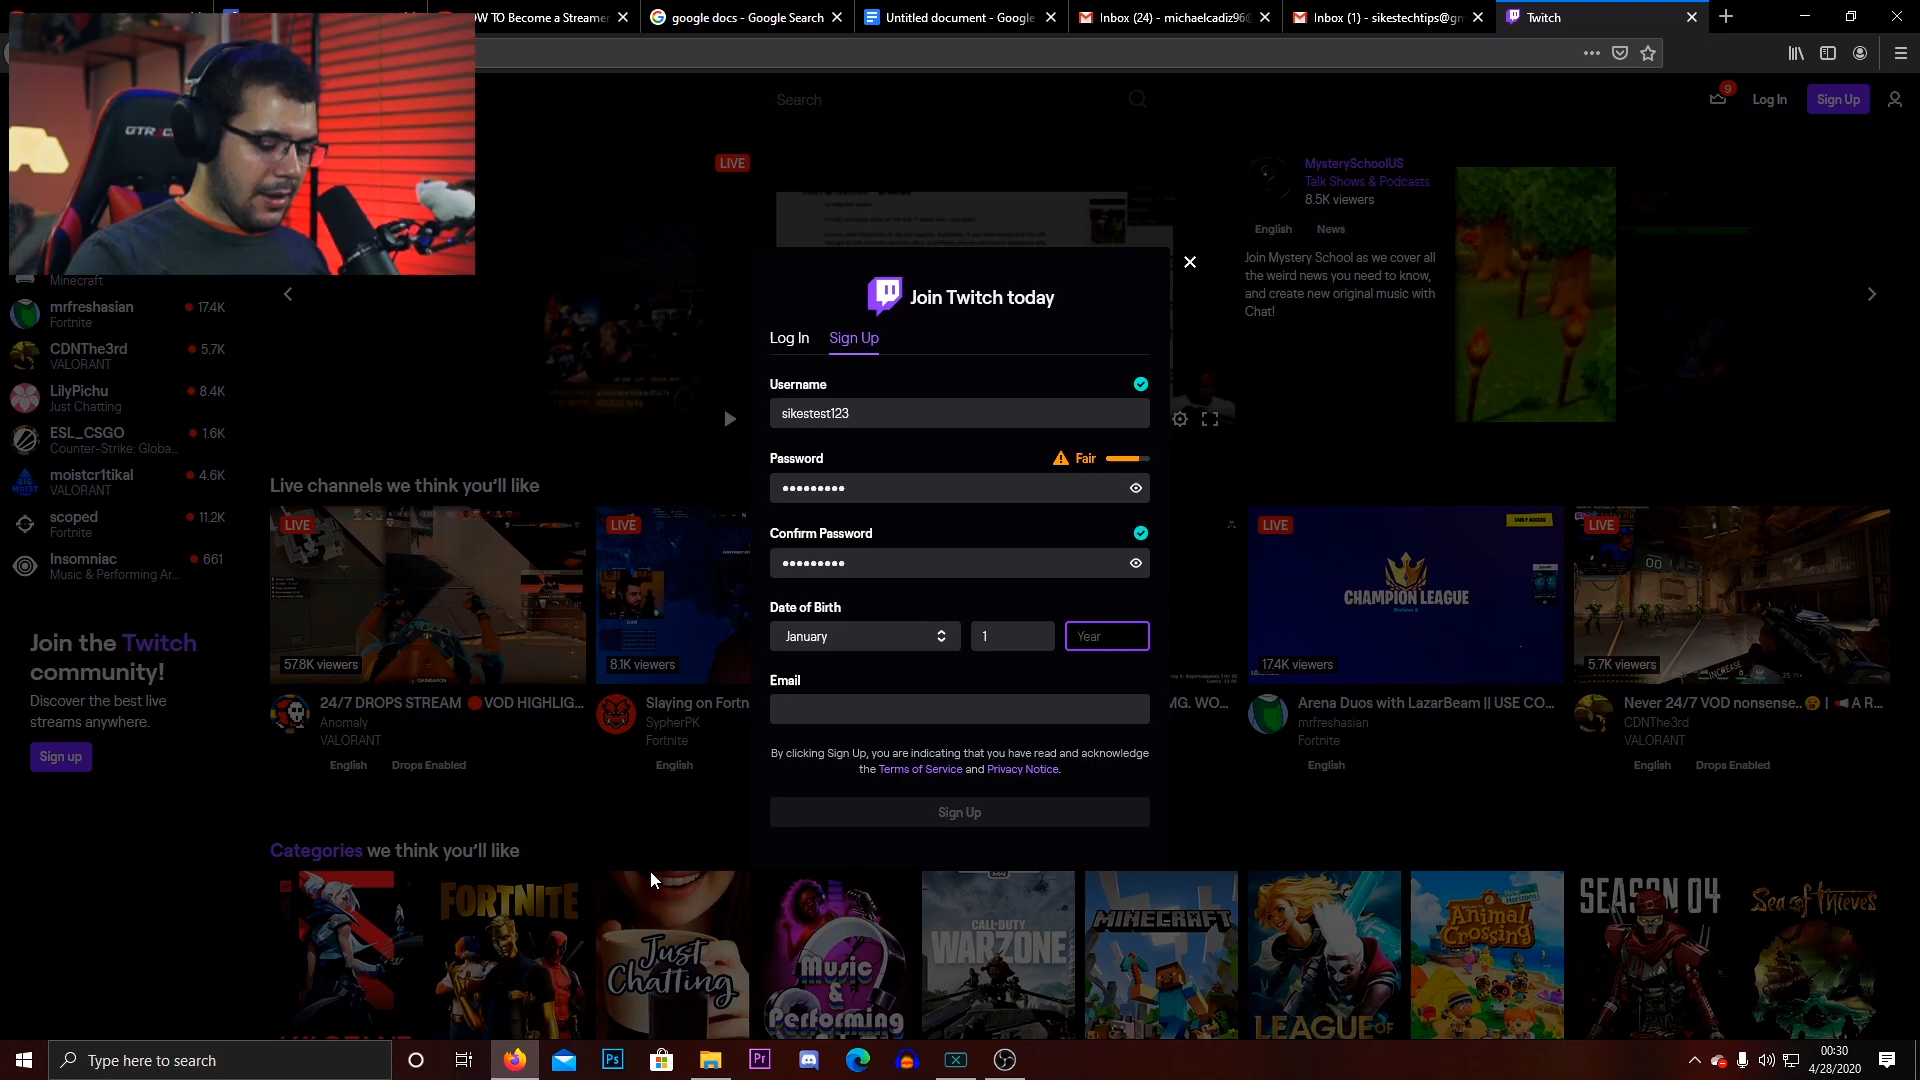 OW TO Become a Streamer
google docs - Google Search
Untitled document - Google
Inbox (24) - michaelcadiz96@
Inbox (1) - sikestechtips@gm
Twitch
Search
9
Log In
Sign Up
GTR
LIVE
MysterySchoolUS
Talk Shows & Podcasts
8.5K viewers
English
News
Join Mystery School as we cover all
the weird news you need to know,
and create new original music with
Chat!
Minecraft
mrfreshasian
17.4K
Fortnite
CDNThe3rd
5.7K
VALORANT
LilyPichu
8.4K
Just Chatting
ESL_CSGO
1.6K
Counter-Strike: Globa...
moistcr1tikal
4.6K
VALORANT
scoped
11.2K
Fortnite
Insomniac
661
Music & Performing Ar...
Join the Twitch
community!
Discover the best live
streams anywhere.
Sign up
Join Twitch today
Log In
Sign Up
Username
sikestest123
Password
Fair
•••••••••
Confirm Password
•••••••••
Date of Birth
January
1
Year
Email
By clicking Sign Up, you are indicating that you have read and acknowledge
the Terms of Service and Privacy Notice.
Sign Up
Live channels we think you'll like
LIVE
57.8K viewers
24/7 DROPS STREAM 🔴VOD HIGHLIG...
Anomaly
VALORANT
English
Drops Enabled
LIVE
8.1K viewers
Slaying on Fortn
SypherPK
Fortnite
English
MG. WO...
LIVE
EARLY ACCESS
CHAMPION LEAGUE
17.4K viewers
Arena Duos with LazarBeam || USE CO...
mrfreshasian
Fortnite
English
LIVE
5.7K viewers
Never 24/7 VOD nonsense..
| A R...
CDNThe3rd
VALORANT
English
Drops Enabled
Categories we think you'll like
FORTNITE
Just
Chatting
Music
&
Performing
CALL OF DUTY
WARZONE
MINECRAFT
LEAGUE OF
New Horizons
Animal
Crossing
SEASON 04
Sea of Thieves
Type here to search
Ps
Pr
00:30
4/28/2020